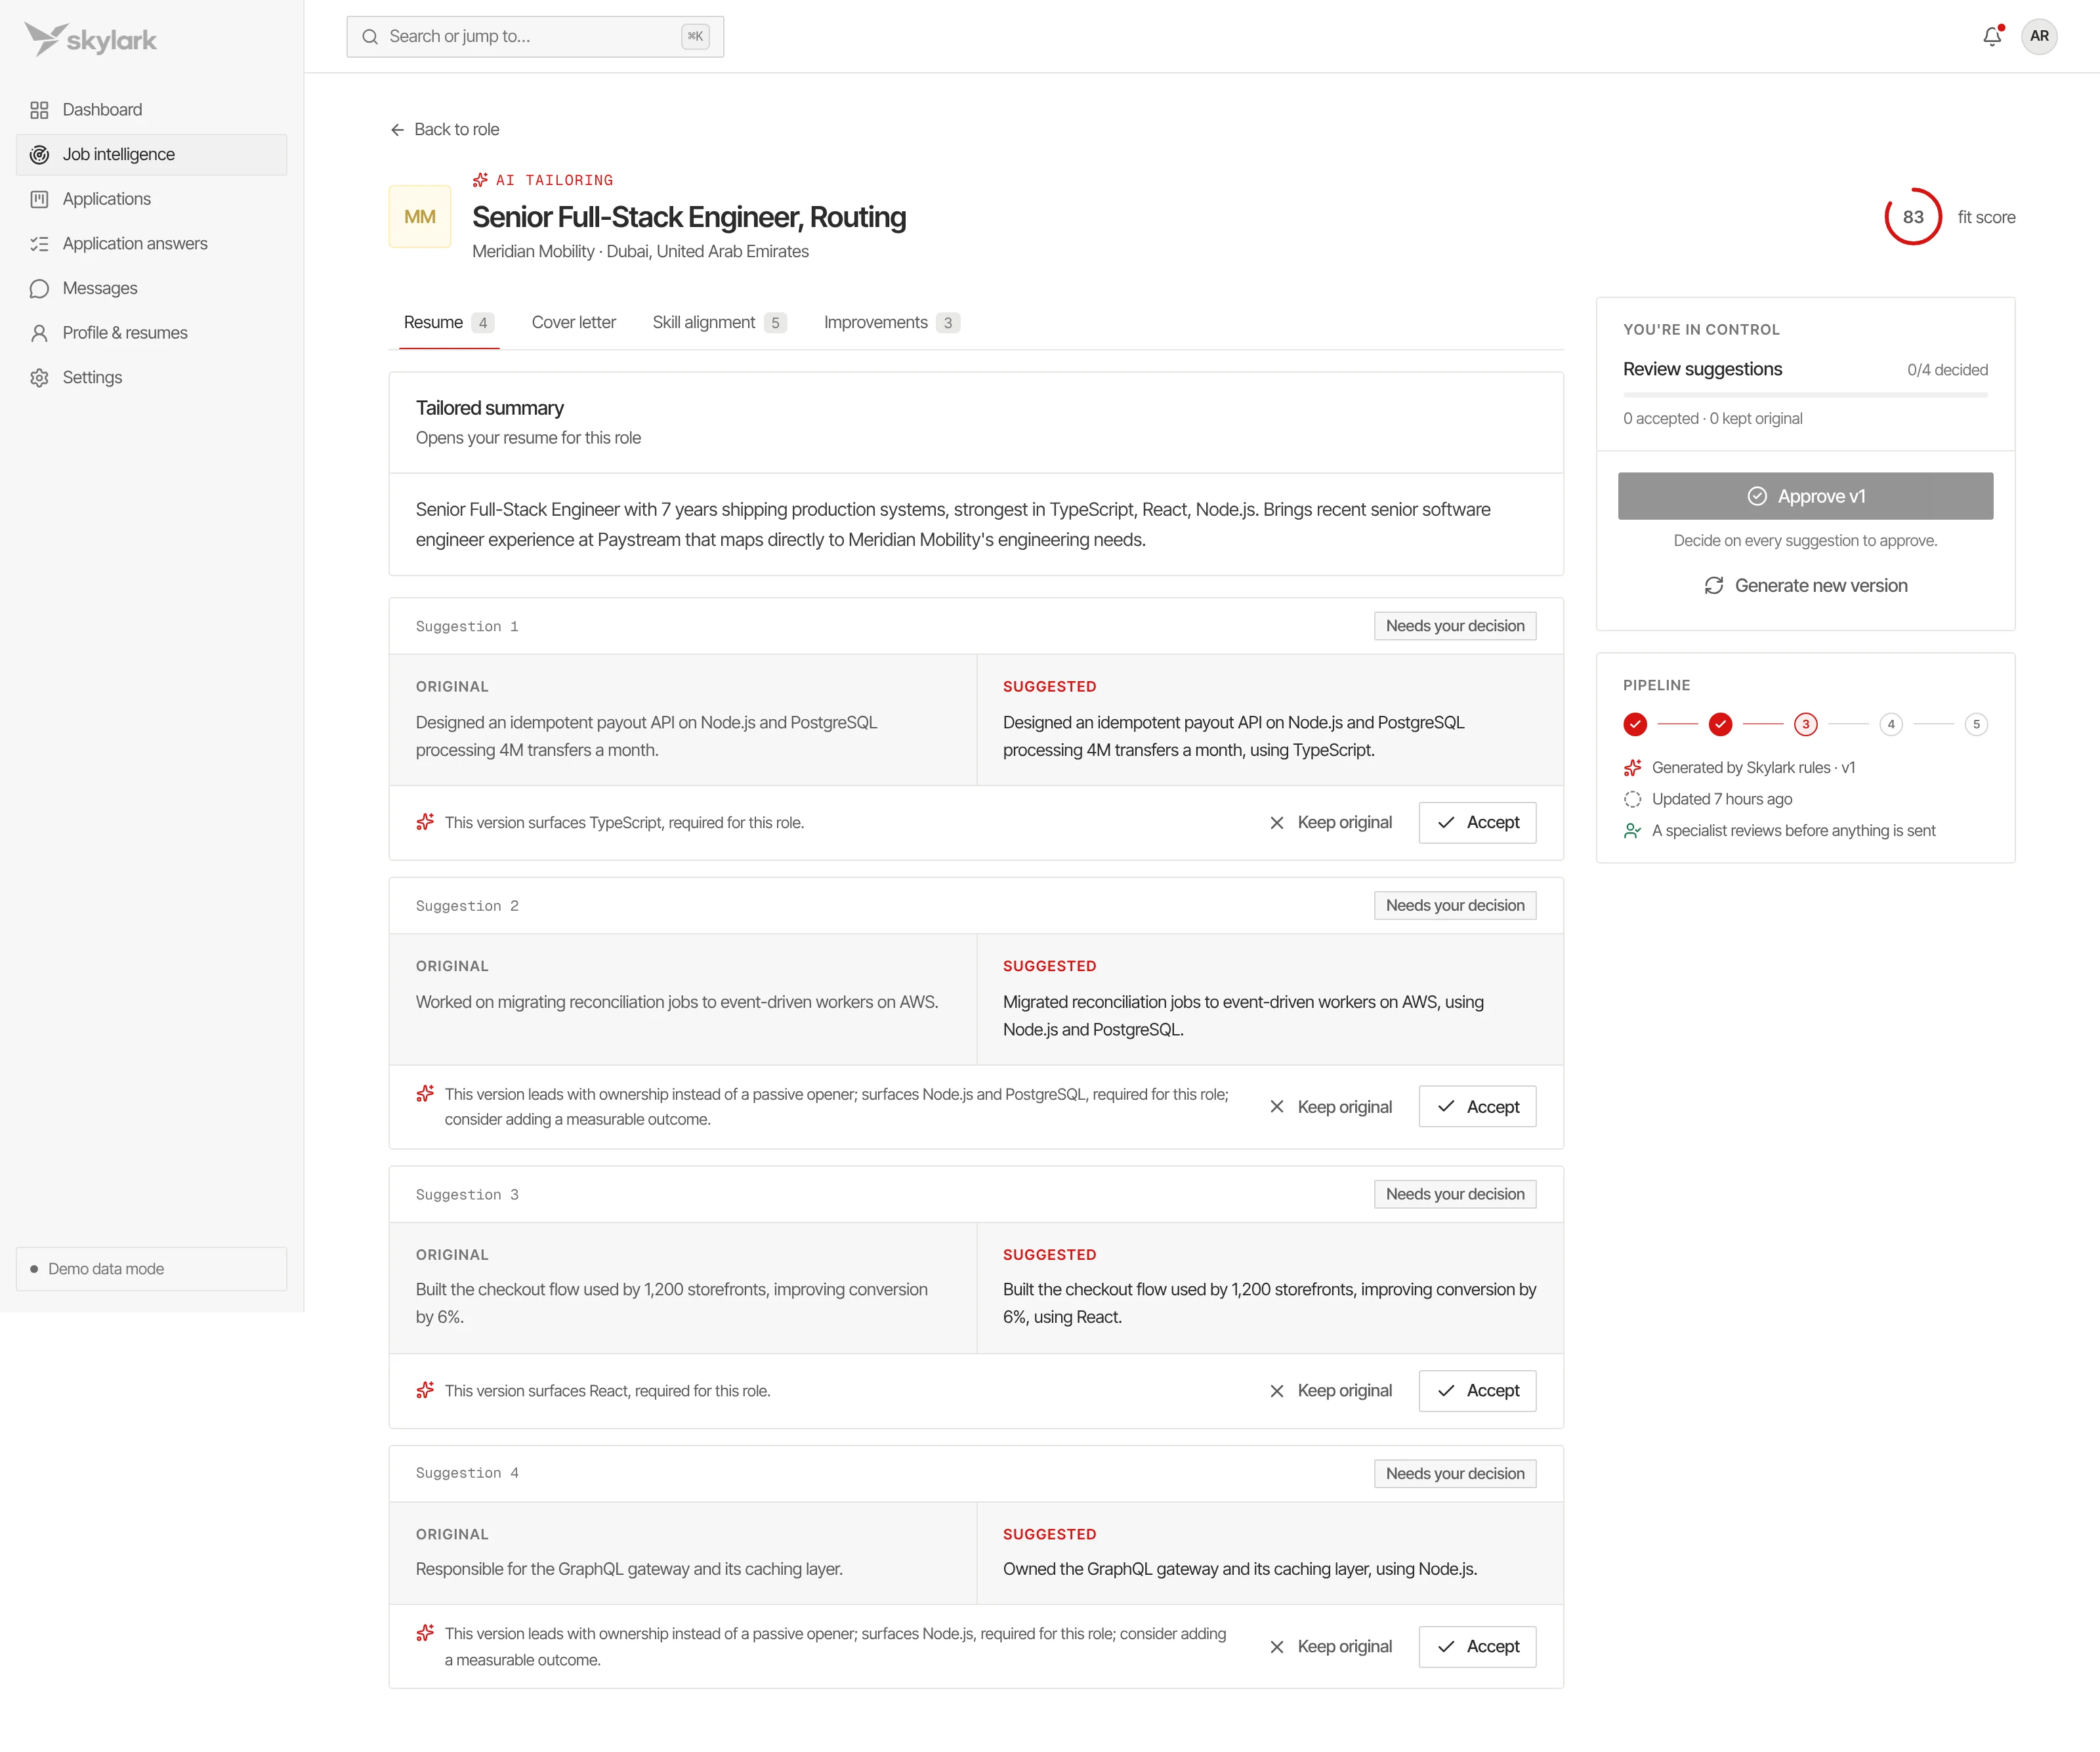 skylark
Search or jump to...
⌘K
AR
Dashboard
Job intelligence
Applications
Application answers
Messages
Profile & resumes
Settings
Demo data mode
Back to role
MM
AI TAILORING
Senior Full-Stack Engineer, Routing
Meridian Mobility · Dubai, United Arab Emirates
83
fit score
Resume 4
Cover letter
Skill alignment 5
Improvements 3
Tailored summary
Opens your resume for this role
Senior Full-Stack Engineer with 7 years shipping production systems, strongest in TypeScript, React, Node.js. Brings recent senior software
engineer experience at Paystream that maps directly to Meridian Mobility's engineering needs.
Suggestion 1
Needs your decision
ORIGINAL
Designed an idempotent payout API on Node.js and PostgreSQL
processing 4M transfers a month.
SUGGESTED
Designed an idempotent payout API on Node.js and PostgreSQL
processing 4M transfers a month, using TypeScript.
This version surfaces TypeScript, required for this role.
Keep original
Accept
Suggestion 2
Needs your decision
ORIGINAL
Worked on migrating reconciliation jobs to event-driven workers on AWS.
SUGGESTED
Migrated reconciliation jobs to event-driven workers on AWS, using
Node.js and PostgreSQL.
This version leads with ownership instead of a passive opener; surfaces Node.js and PostgreSQL, required for this role;
consider adding a measurable outcome.
Keep original
Accept
Suggestion 3
Needs your decision
ORIGINAL
Built the checkout flow used by 1,200 storefronts, improving conversion
by 6%.
SUGGESTED
Built the checkout flow used by 1,200 storefronts, improving conversion by
6%, using React.
This version surfaces React, required for this role.
Keep original
Accept
Suggestion 4
Needs your decision
ORIGINAL
Responsible for the GraphQL gateway and its caching layer.
SUGGESTED
Owned the GraphQL gateway and its caching layer, using Node.js.
This version leads with ownership instead of a passive opener; surfaces Node.js, required for this role; consider adding
a measurable outcome.
Keep original
Accept
YOU'RE IN CONTROL
Review suggestions
0/4 decided
0 accepted · 0 kept original
Approve v1
Decide on every suggestion to approve.
Generate new version
PIPELINE
3
4
5
Generated by Skylark rules · v1
Updated 7 hours ago
A specialist reviews before anything is sent